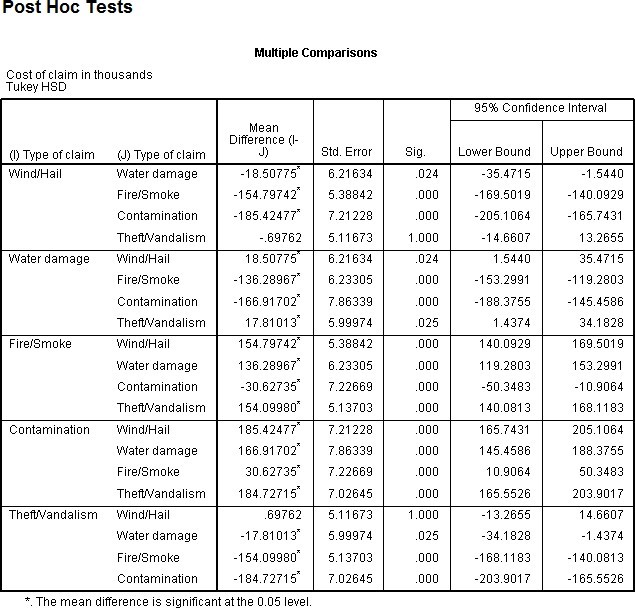 Post Hoc Tests
Multiple Comparisons
Cost of claim in thousands
Tukey HSD
95% Confidence Interval
(I) Type of claim (J) Type of claim Mean Difference (I-J) Std. Error Sig. Lower Bound Upper Bound
Wind/Hail Water damage -18.50775* 6.21634 .024 -35.4715 -1.5440
Fire/Smoke -154.79742* 5.38842 .000 -169.5019 -140.0929
Contamination -185.42477* 7.21228 .000 -205.1064 -165.7431
Theft/Vandalism -.69762 5.11673 1.000 -14.6607 13.2655
Water damage Wind/Hail 18.50775* 6.21634 .024 1.5440 35.4715
Fire/Smoke -136.28967* 6.23305 .000 -153.2991 -119.2803
Contamination -166.91702* 7.86339 .000 -188.3755 -145.4586
Theft/Vandalism 17.81013* 5.99974 .025 1.4374 34.1828
Fire/Smoke Wind/Hail 154.79742* 5.38842 .000 140.0929 169.5019
Water damage 136.28967* 6.23305 .000 119.2803 153.2991
Contamination -30.62735* 7.22669 .000 -50.3483 -10.9064
Theft/Vandalism 154.09980* 5.13703 .000 140.0813 168.1183
Contamination Wind/Hail 185.42477* 7.21228 .000 165.7431 205.1064
Water damage 166.91702* 7.86339 .000 145.4586 188.3755
Fire/Smoke 30.62735* 7.22669 .000 10.9064 50.3483
Theft/Vandalism 184.72715* 7.02645 .000 165.5526 203.9017
Theft/Vandalism Wind/Hail .69762 5.11673 1.000 -13.2655 14.6607
Water damage -17.81013* 5.99974 .025 -34.1828 -1.4374
Fire/Smoke -154.09980* 5.13703 .000 -168.1183 -140.0813
Contamination -184.72715* 7.02645 .000 -203.9017 -165.5526
*. The mean difference is significant at the 0.05 level.